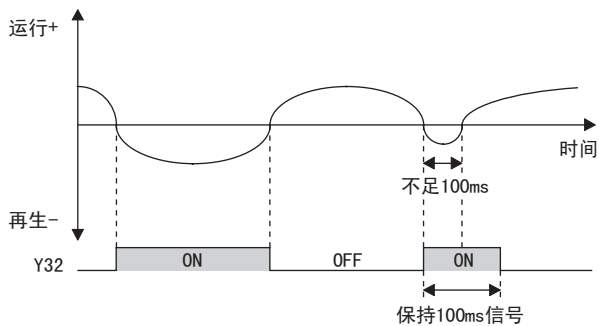 运行+
时间
不足100ms
再生-
Y32
ON
OFF
ON
保持100ms信号